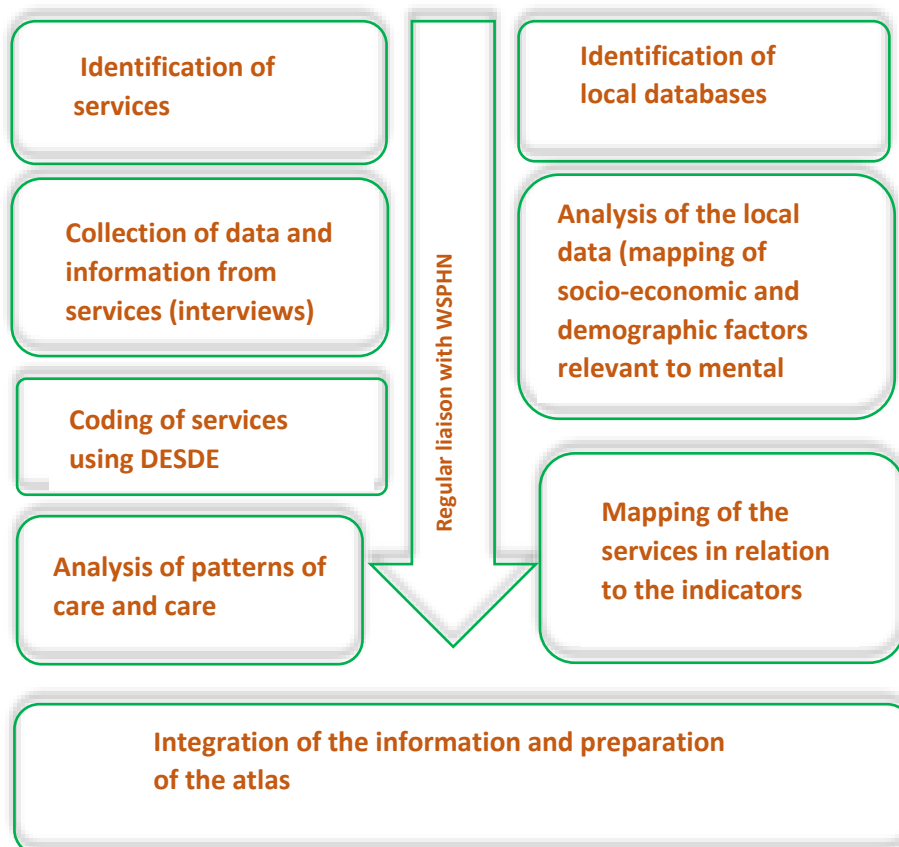 Identification of
services
Collection of data and
information from
services (interviews)
Coding of services
using DESDE
Analysis of patterns of
care and care
Regular liaison with WSPHN
Identification of
local databases
Analysis of the local
data (mapping of
socio-economic and
demographic factors
relevant to mental
Mapping of the
services in relation
to the indicators
Integration of the information and preparation
of the atlas